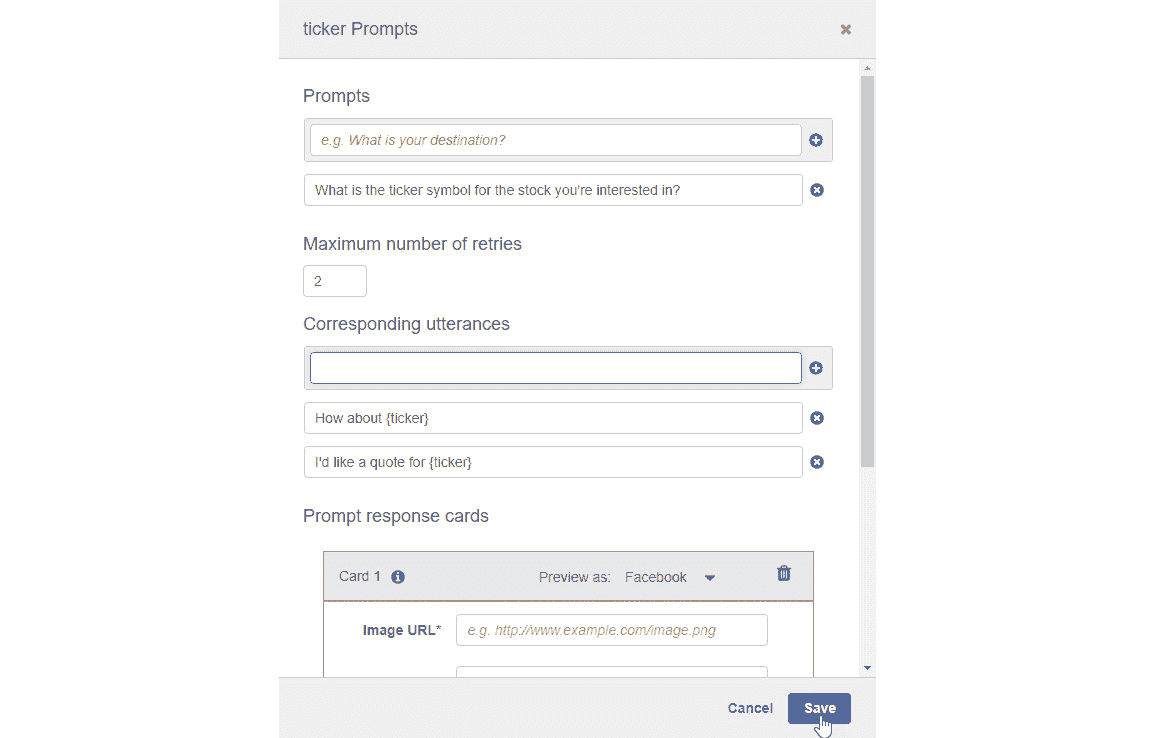 ticker Prompts
Prompts
e.g. What is your destination?
What is the ticker symbol for the stock you're interested in?
Maximum number of retries
2
Corresponding utterances
How about {ticker}
I'd like a quote for {ticker}
Prompt response cards
Card 1 Preview as: Facebook
Image URL* e.g. http://www.example.com/image.png
Cancel Save